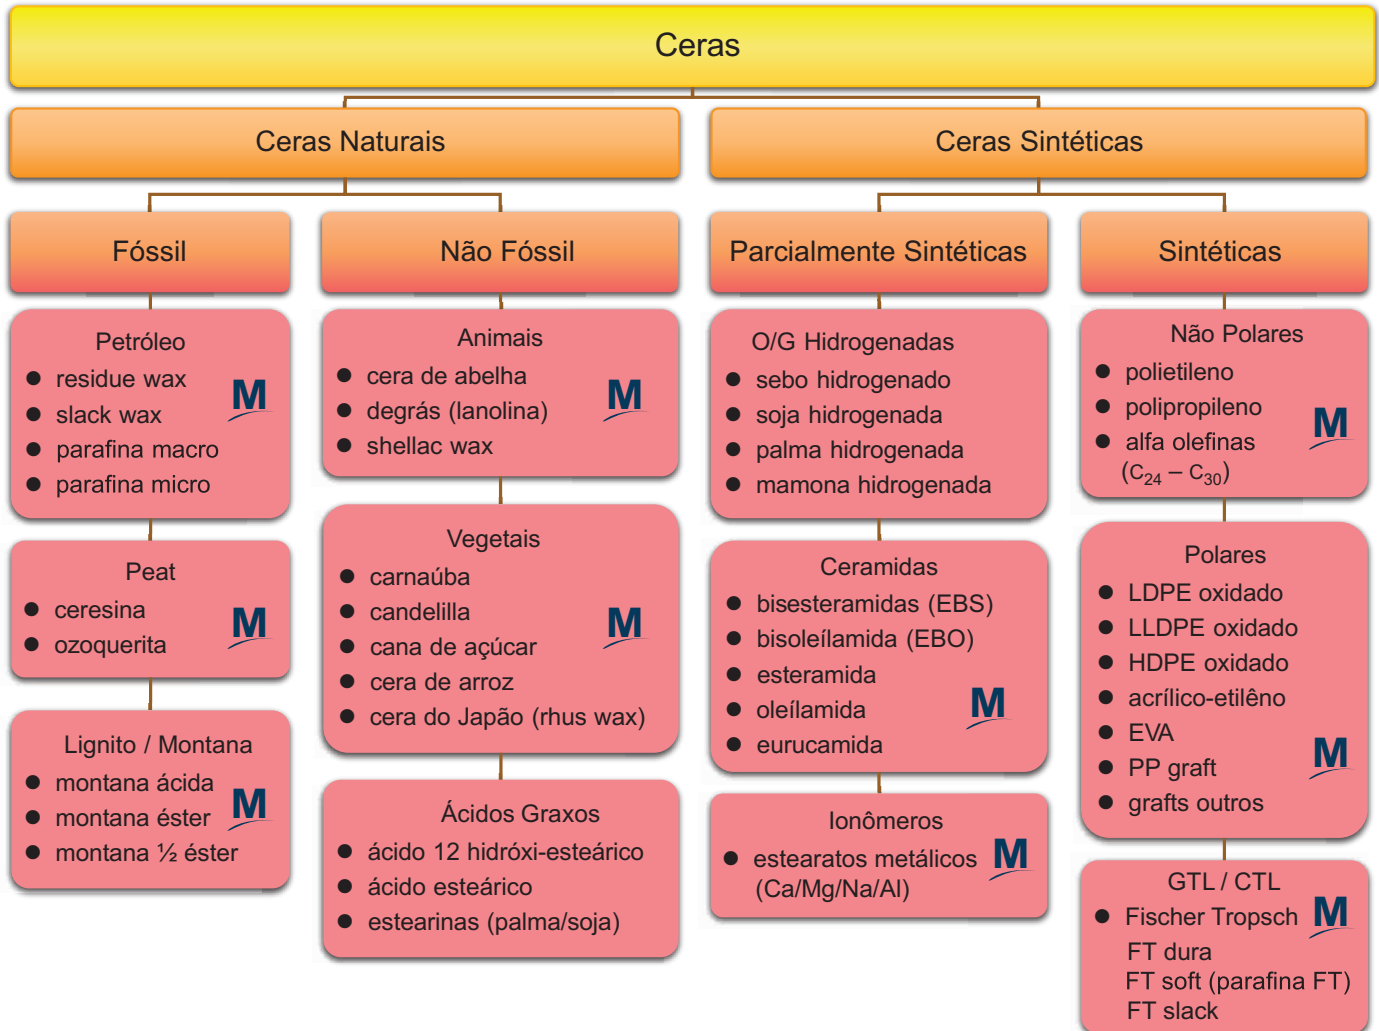 Ceras
Ceras Naturais
Ceras Sintéticas
Fóssil
Não Fóssil
Parcialmente Sintéticas
Sintéticas
Petróleo
● residue wax
● slack wax
● parafina macro
● parafina micro
M
Peat
● ceresina
● ozoquerita
M
Lignito / Montana
● montana ácida
● montana éster
● montana ½ éster
M
Animais
● cera de abelha
● degrás (lanolina)
● shellac wax
M
Vegetais
● carnaúba
● candelilla
● cana de açúcar
● cera de arroz
● cera do Japão (rhus wax)
M
Ácidos Graxos
● ácido 12 hidróxi-esteárico
● ácido esteárico
● estearinas (palma/soja)
O/G Hidrogenadas
● sebo hidrogenado
● soja hidrogenada
● palma hidrogenada
● mamona hidrogenada
Ceramidas
● bisesteramidas (EBS)
● bisoleílamida (EBO)
● esteramida
● oleílamida
● eurucamida
M
Ionômeros
● estearatos metálicos
(Ca/Mg/Na/Al)
M
Não Polares
● polietileno
● polipropileno
● alfa olefinas
(C24 – C30)
M
Polares
● LDPE oxidado
● LLDPE oxidado
● HDPE oxidado
● acrílico-etilêno
● EVA
● PP graft
● grafts outros
M
GTL / CTL
● Fischer Tropsch
FT dura
FT soft (parafina FT)
FT slack
M